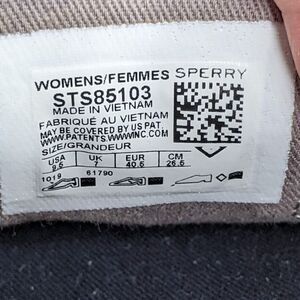 WOMENS/FEMMES SPERRY
STS85103
MADE IN VIETNAM
FABRIQUÉ AU VIETNAM
MAY BE COVERED BY US PAT
WWW.PATENTS.WWWINC.COM
SIZE/GRANDEUR
USA UK EUR CM
9.5 7 40.5 26.5
1019 61790